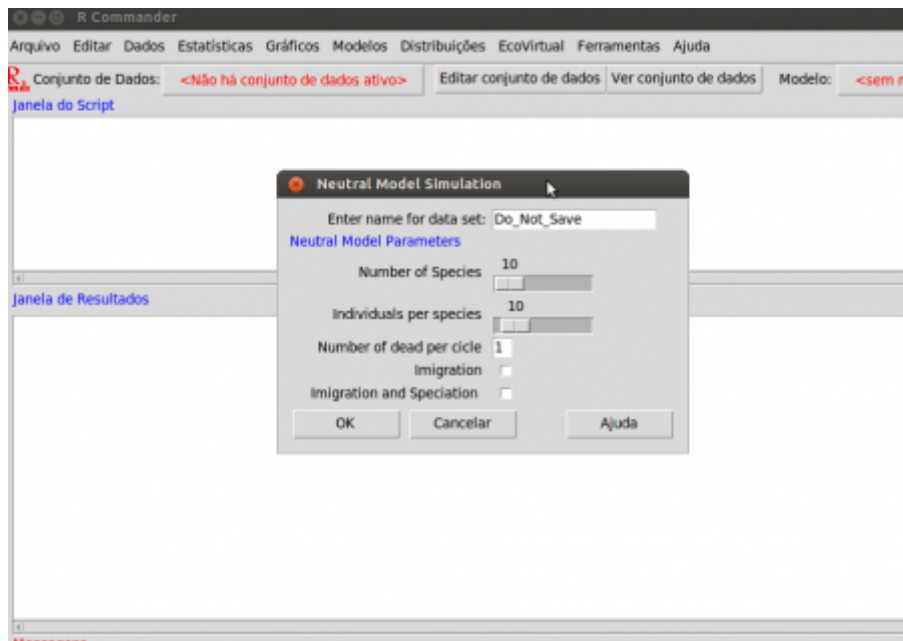 R Commander
Arquivo Editar Dados Estatísticas Gráficos Modelos Distribuições EcoVirtual Ferramentas Ajuda
R Conjunto de Dados: <Não há conjunto de dados ativo> Editar conjunto de dados Ver conjunto de dados Modelo: <sem
Janela do Script
Neutral Model Simulation
Enter name for data set: Do_Not_Save
Neutral Model Parameters
10
Number of Species
10
Individuals per species
Number of dead per cicle 1
Imigration
Imigration and Speciation
OK Cancelar Ajuda
Janela de Resultados